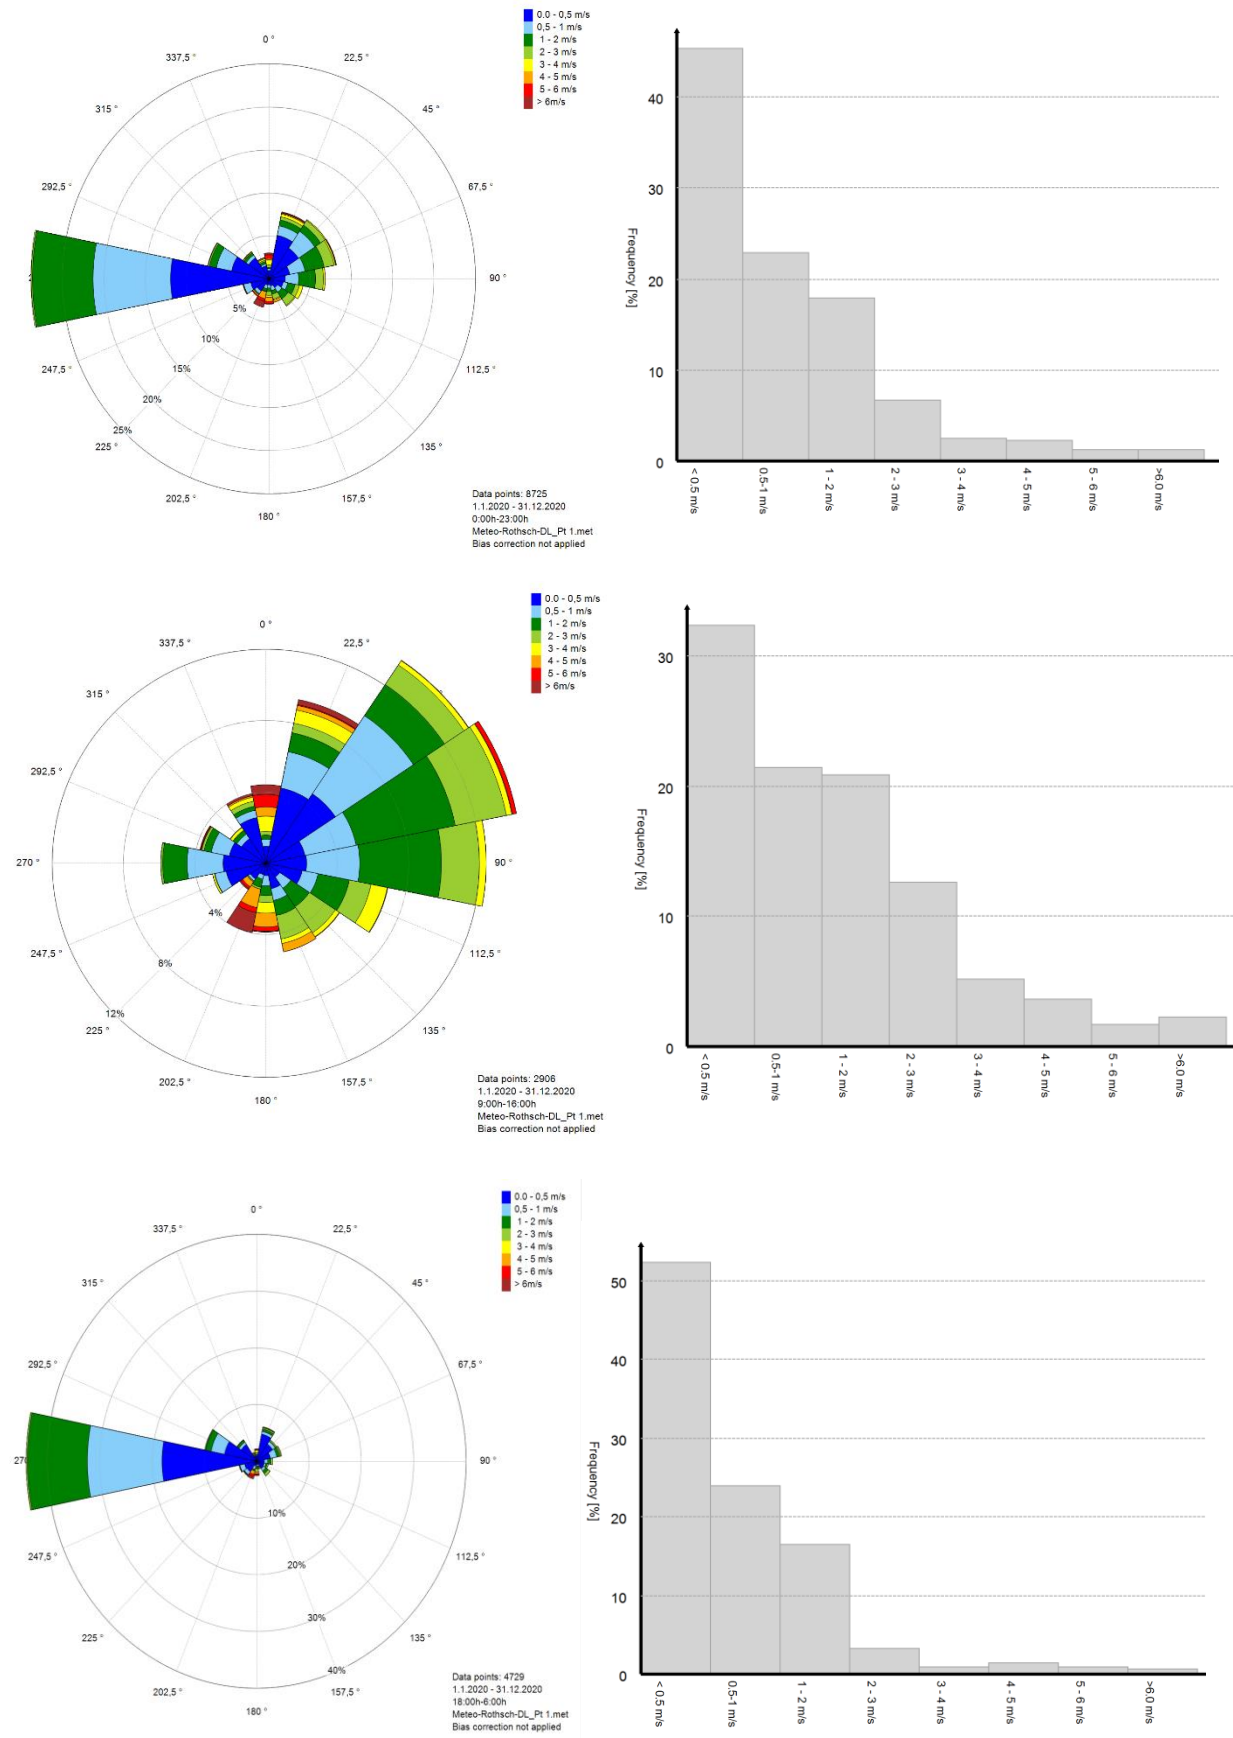 0.0 - 0,5 m/s
0,5 - 1 m/s
1 - 2 m/s
2 - 3 m/s
3 - 4 m/s
4 - 5 m/s
5 - 6 m/s
> 6m/s
0 °
22,5 °
45 °
67,5 °
90 °
112,5 °
135 °
157,5 °
180 °
202,5 °
225 °
247,5 °
292,5 °
315 °
337,5 °
5%
10%
15%
20%
25%
Data points: 8725
1.1.2020 - 31.12.2020
0:00h-23:00h
Meteo-Rothsch-DL_Pt 1.met
Bias correction not applied
Frequency [%]
40
30
20
10
0
< 0.5 m/s
0.5-1 m/s
1 - 2 m/s
2 - 3 m/s
3 - 4 m/s
4 - 5 m/s
5 - 6 m/s
>6.0 m/s
0.0 - 0,5 m/s
0,5 - 1 m/s
1 - 2 m/s
2 - 3 m/s
3 - 4 m/s
4 - 5 m/s
5 - 6 m/s
> 6m/s
0 °
22,5 °
90 °
112,5 °
135 °
157,5 °
180 °
202,5 °
225 °
247,5 °
270 °
292,5 °
315 °
337,5 °
4%
8%
12%
Data points: 2906
1.1.2020 - 31.12.2020
9:00h-16:00h
Meteo-Rothsch-DL_Pt 1.met
Bias correction not applied
Frequency [%]
30
20
10
0
< 0.5 m/s
0.5-1 m/s
1 - 2 m/s
2 - 3 m/s
3 - 4 m/s
4 - 5 m/s
5 - 6 m/s
>6.0 m/s
0.0 - 0,5 m/s
0,5 - 1 m/s
1 - 2 m/s
2 - 3 m/s
3 - 4 m/s
4 - 5 m/s
5 - 6 m/s
> 6m/s
0 °
22,5 °
45 °
67,5 °
90 °
112,5 °
135 °
157,5 °
180 °
202,5 °
225 °
247,5 °
292,5 °
315 °
337,5 °
10%
20%
30%
40%
Data points: 4729
1.1.2020 - 31.12.2020
18:00h-6:00h
Meteo-Rothsch-DL_Pt 1.met
Bias correction not applied
Frequency [%]
50
40
30
20
10
0
< 0.5 m/s
0.5-1 m/s
1 - 2 m/s
2 - 3 m/s
3 - 4 m/s
4 - 5 m/s
5 - 6 m/s
>6.0 m/s